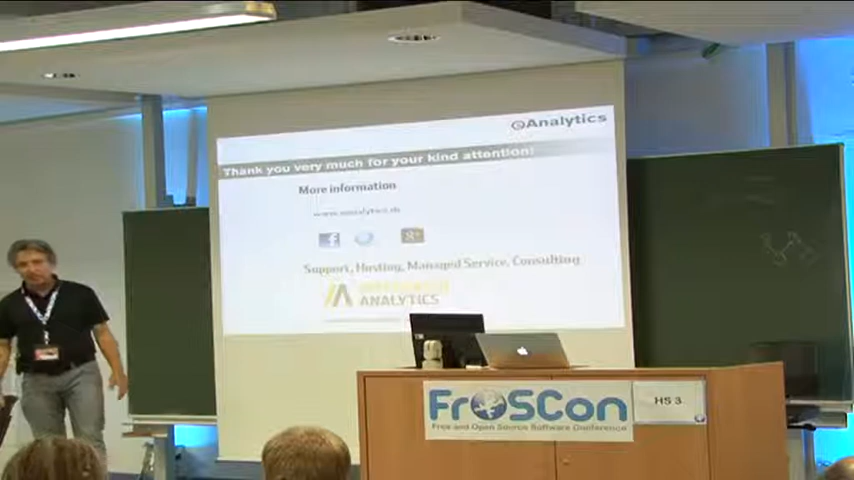 Analytics
Thank you very much for your kind attention!
More information
Support, Hosting, Managed Service, Consulting
ANALYTICS
FrOSCon
Free and Open Source Software Conference
HS 3